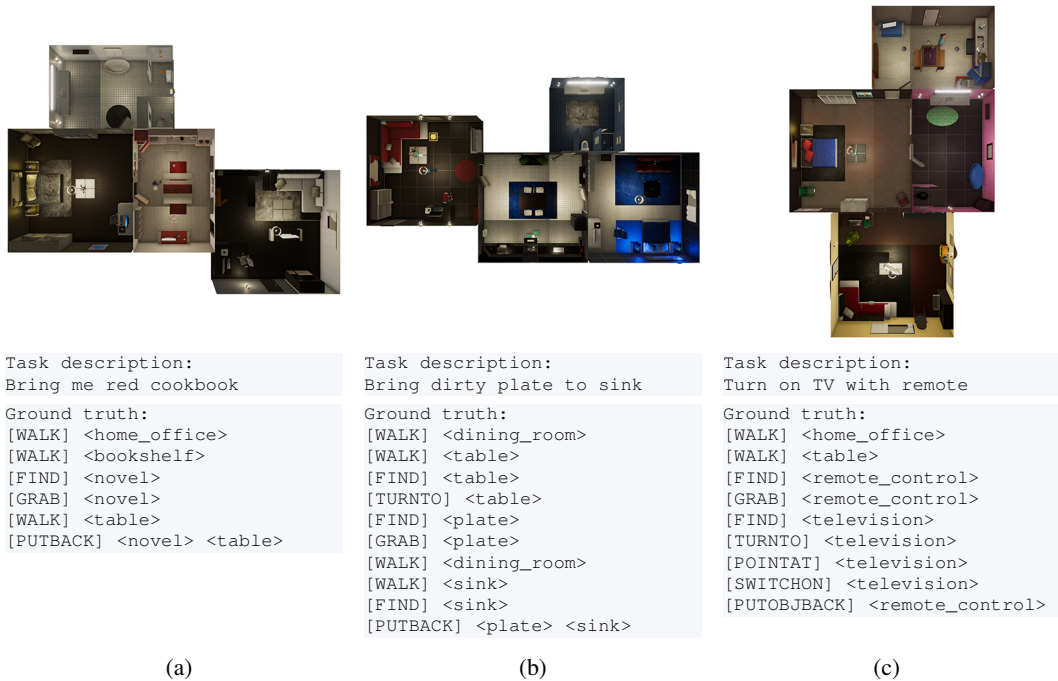 Task description:
Bring me red cookbook
Ground truth:
[WALK] <home_office>
[WALK] <bookshelf>
[FIND] <novel>
[GRAB] <novel>
[WALK] <table>
[PUTBACK] <novel> <table>
(a)
Task description:
Bring dirty plate to sink
Ground truth:
[WALK] <dining_room>
[WALK] <table>
[FIND] <table>
[TURNTO] <table>
[FIND] <plate>
[GRAB] <plate>
[WALK] <dining_room>
[WALK] <sink>
[FIND] <sink>
[PUTBACK] <plate> <sink>
(b)
Task description:
Turn on TV with remote
Ground truth:
[WALK] <home_office>
[WALK] <table>
[FIND] <remote_control>
[GRAB] <remote_control>
[FIND] <television>
[TURNTO] <television>
[POINTAT] <television>
[SWITCHON] <television>
[PUTOBJBACK] <remote_control>
(c)